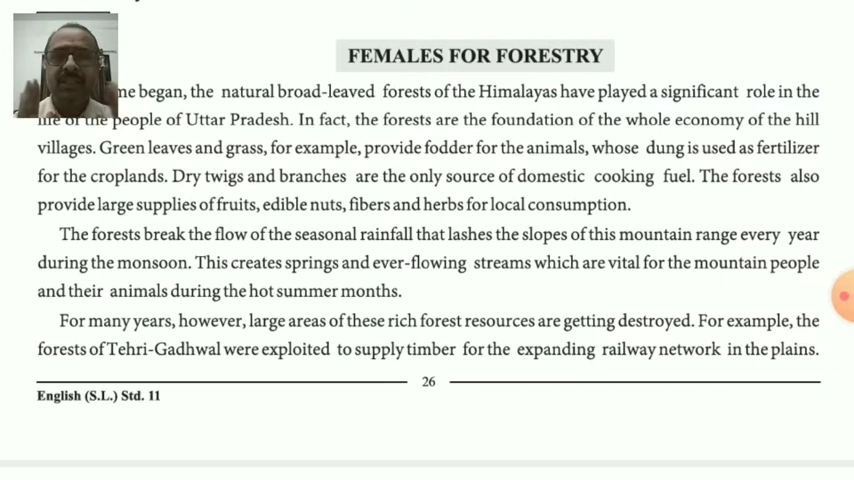 FEMALES FOR FORESTRY
me began, the natural broad-leaved forests of the Himalayas have played a significant role in the
life of the people of Uttar Pradesh. In fact, the forests are the foundation of the whole economy of the hill
villages. Green leaves and grass, for example, provide fodder for the animals, whose dung is used as fertilizer
for the croplands. Dry twigs and branches are the only source of domestic cooking fuel. The forests also
provide large supplies of fruits, edible nuts, fibers and herbs for local consumption.
The forests break the flow of the seasonal rainfall that lashes the slopes of this mountain range every year
during the monsoon. This creates springs and ever-flowing streams which are vital for the mountain people
and their animals during the hot summer months.
For many years, however, large areas of these rich forest resources are getting destroyed. For example, the
forests of Tehri-Gadhwal were exploited to supply timber for the expanding railway network in the plains.
26
English (S.L.) Std. 11